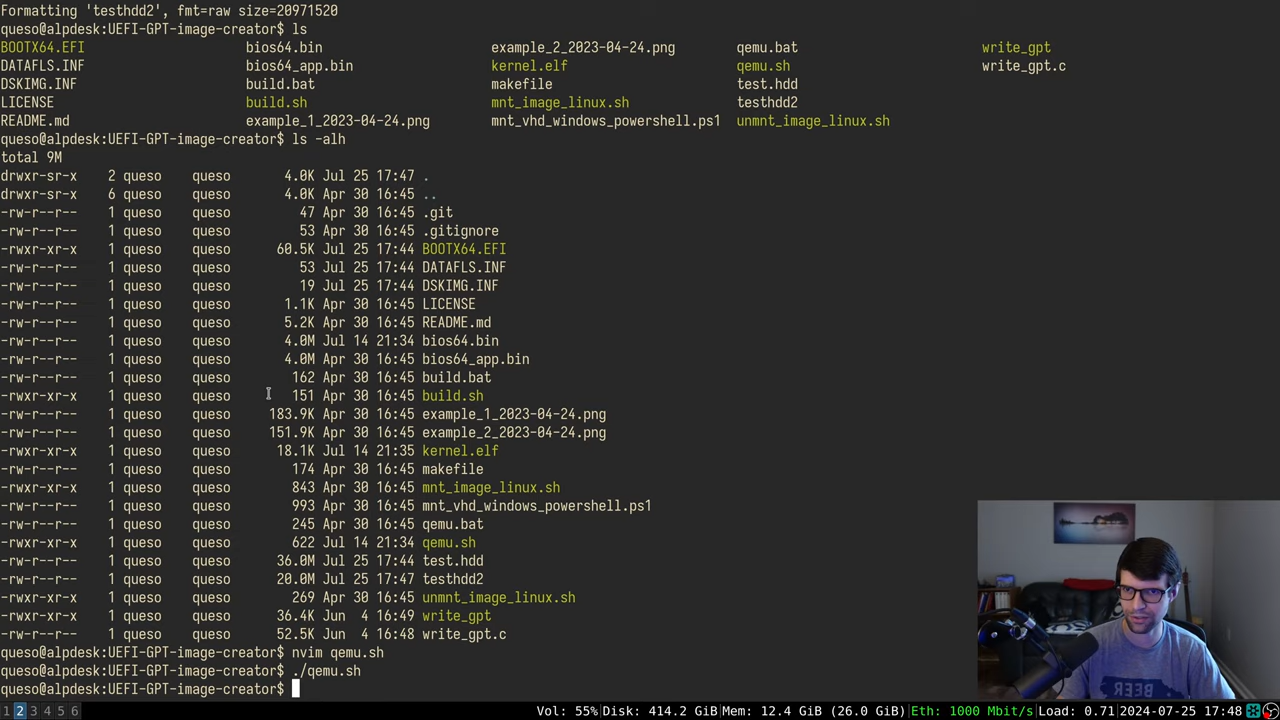 Formatting 'testhdd2', fmt=raw size=20971520
queso@alpdesk:UEFI-GPT-image-creator$ ls
BOOTX64.EFI bios64.bin example_2_2023-04-24.png qemu.bat write_gpt
DATAFLS.INF bios64_app.bin kernel.elf qemu.sh write_gpt.c
DSKIMG.INF build.bat makefile test.hdd
LICENSE build.sh mnt_image_linux.sh testhdd2
README.md example_1_2023-04-24.png mnt_vhd_windows_powershell.ps1 unmnt_image_linux.sh
queso@alpdesk:UEFI-GPT-image-creator$ ls -alh
total 9M
drwxr-sr-x 2 queso queso 4.0K Jul 25 17:47 .
drwxr-sr-x 6 queso queso 4.0K Apr 30 16:45 ..
-rw-r--r-- 1 queso queso 47 Apr 30 16:45 .git
-rw-r--r-- 1 queso queso 53 Apr 30 16:45 .gitignore
-rwxr-xr-x 1 queso queso 60.5K Jul 25 17:44 BOOTX64.EFI
-rw-r--r-- 1 queso queso 53 Jul 25 17:44 DATAFLS.INF
-rw-r--r-- 1 queso queso 19 Jul 25 17:44 DSKIMG.INF
-rw-r--r-- 1 queso queso 1.1K Apr 30 16:45 LICENSE
-rw-r--r-- 1 queso queso 5.2K Apr 30 16:45 README.md
-rw-r--r-- 1 queso queso 4.0M Jul 14 21:34 bios64.bin
-rw-r--r-- 1 queso queso 4.0M Apr 30 16:45 bios64_app.bin
-rw-r--r-- 1 queso queso 162 Apr 30 16:45 build.bat
-rwxr-xr-x 1 queso queso 151 Apr 30 16:45 build.sh
-rw-r--r-- 1 queso queso 183.9K Apr 30 16:45 example_1_2023-04-24.png
-rw-r--r-- 1 queso queso 151.9K Apr 30 16:45 example_2_2023-04-24.png
-rwxr-xr-x 1 queso queso 18.1K Jul 14 21:35 kernel.elf
-rw-r--r-- 1 queso queso 174 Apr 30 16:45 makefile
-rwxr-xr-x 1 queso queso 843 Apr 30 16:45 mnt_image_linux.sh
-rw-r--r-- 1 queso queso 993 Apr 30 16:45 mnt_vhd_windows_powershell.ps1
-rw-r--r-- 1 queso queso 245 Apr 30 16:45 qemu.bat
-rwxr-xr-x 1 queso queso 622 Jul 14 21:34 qemu.sh
-rw-r--r-- 1 queso queso 36.0M Jul 25 17:44 test.hdd
-rw-r--r-- 1 queso queso 20.0M Jul 25 17:47 testhdd2
-rwxr-xr-x 1 queso queso 269 Apr 30 16:45 unmnt_image_linux.sh
-rwxr-xr-x 1 queso queso 36.4K Jun 4 16:49 write_gpt
-rw-r--r-- 1 queso queso 52.5K Jun 4 16:48 write_gpt.c
queso@alpdesk:UEFI-GPT-image-creator$ nvim qemu.sh
queso@alpdesk:UEFI-GPT-image-creator$ ./qemu.sh
queso@alpdesk:UEFI-GPT-image-creator$
BEER
1 2 3 4 5 6 Vol: 55% Disk: 414.2 GiB Mem: 12.4 GiB (26.0 GiB) Eth: 1000 Mbit/s Load: 0.71 2024-07-25 17:48